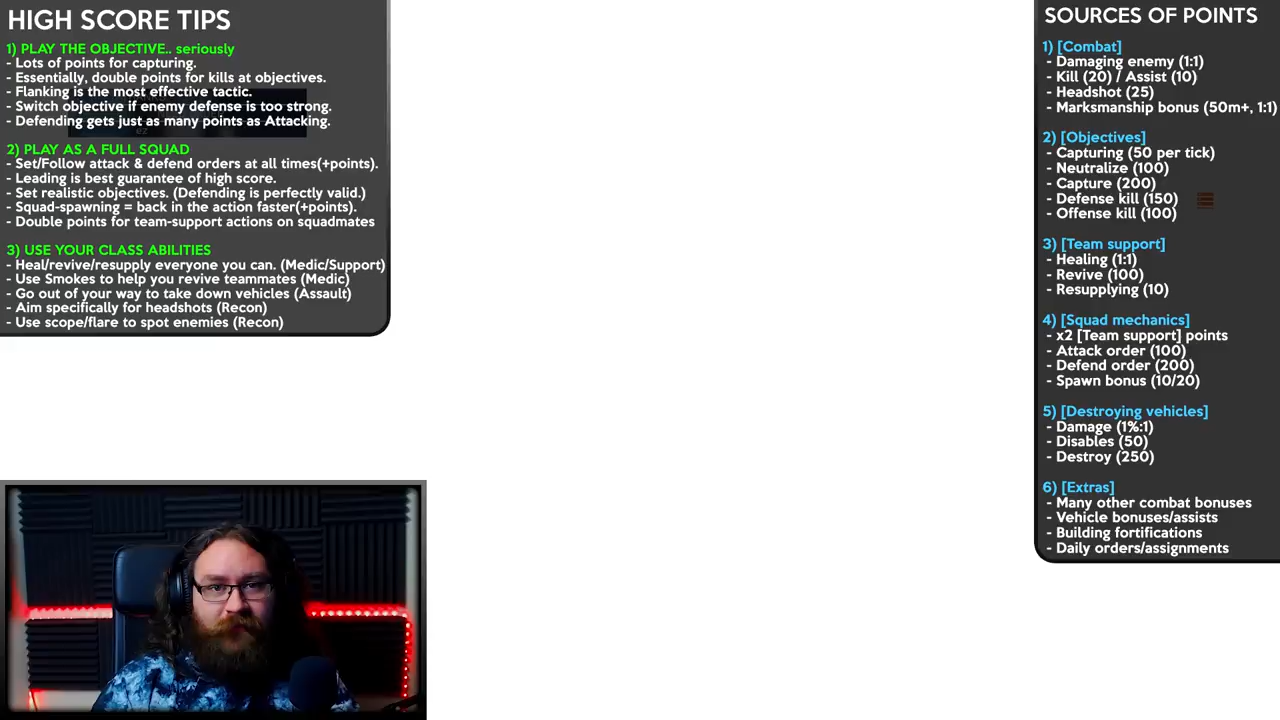 HIGH SCORE TIPS
1) PLAY THE OBJECTIVE.. seriously
- Lots of points for capturing.
- Essentially, double points for kills at objectives.
- Flanking is the most effective tactic.
- Switch objective if enemy defense is too strong.
- Defending gets just as many points as Attacking.
ez
2) PLAY AS A FULL SQUAD
- Set/Follow attack & defend orders at all times(+points).
- Leading is best guarantee of high score.
- Set realistic objectives. (Defending is perfectly valid.)
- Squad-spawning = back in the action faster(+points).
- Double points for team-support actions on squadmates
3) USE YOUR CLASS ABILITIES
- Heal/revive/resupply everyone you can. (Medic/Support)
- Use Smokes to help you revive teammates (Medic)
- Go out of your way to take down vehicles (Assault)
- Aim specifically for headshots (Recon)
- Use scope/flare to spot enemies (Recon)
SOURCES OF POINTS
1) [Combat]
- Damaging enemy (1:1)
- Kill (20) / Assist (10)
- Headshot (25)
- Marksmanship bonus (50m+, 1:1)
2) [Objectives]
- Capturing (50 per tick)
- Neutralize (100)
- Capture (200)
- Defense kill (150)
- Offense kill (100)
3) [Team support]
- Healing (1:1)
- Revive (100)
- Resupplying (10)
4) [Squad mechanics]
- x2 [Team support] points
- Attack order (100)
- Defend order (200)
- Spawn bonus (10/20)
5) [Destroying vehicles]
- Damage (1%:1)
- Disables (50)
- Destroy (250)
6) [Extras]
- Many other combat bonuses
- Vehicle bonuses/assists
- Building fortifications
- Daily orders/assignments